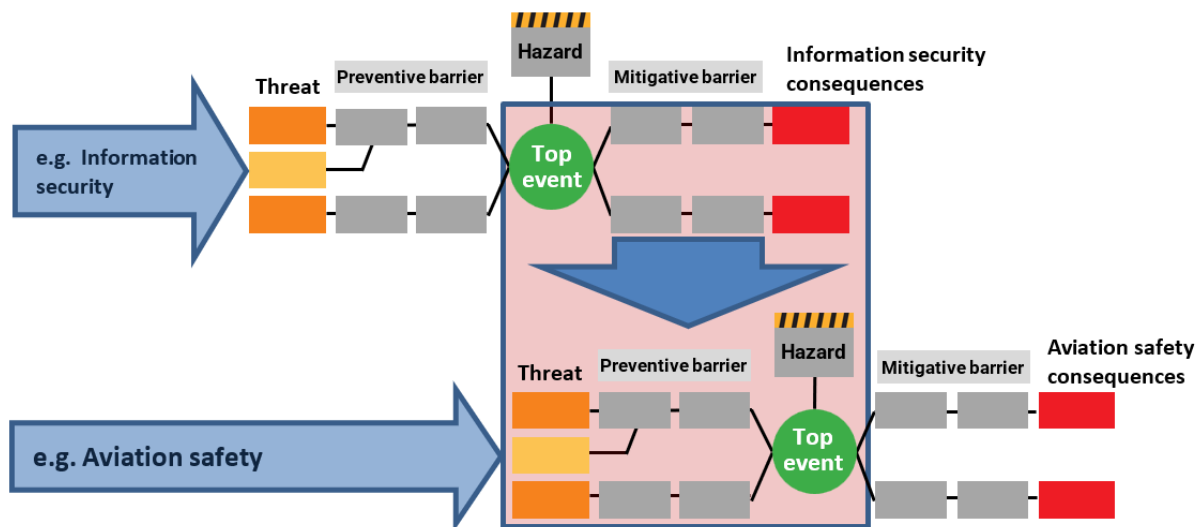 Hazard
Information security
consequences
Preventive barrier
Mitigative barrier
Threat
e.g. Information
security
Top
event
Hazard
Aviation safety
consequences
Preventive barrier
Mitigative barrier
Threat
e.g. Aviation safety
Top
event